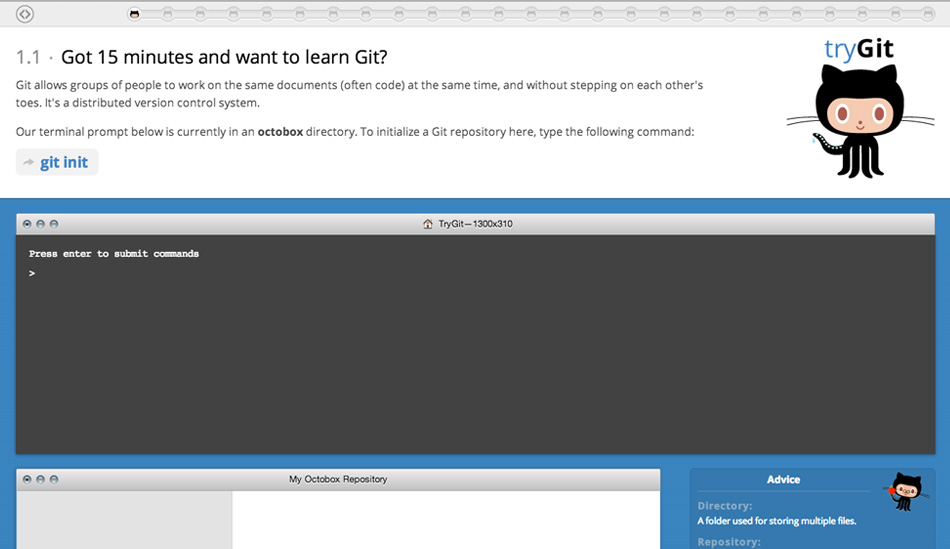 tryGit
1.1 · Got 15 minutes and want to learn Git?
Git allows groups of people to work on the same documents (often code) at the same time, and without stepping on each other's
toes. It's a distributed version control system.
Our terminal prompt below is currently in an octobox directory. To initialize a Git repository here, type the following command:
git init
TryGit—1300x310
Press enter to submit commands
>
My Octobox Repository
Advice
Directory:
A folder used for storing multiple files.
Repository: